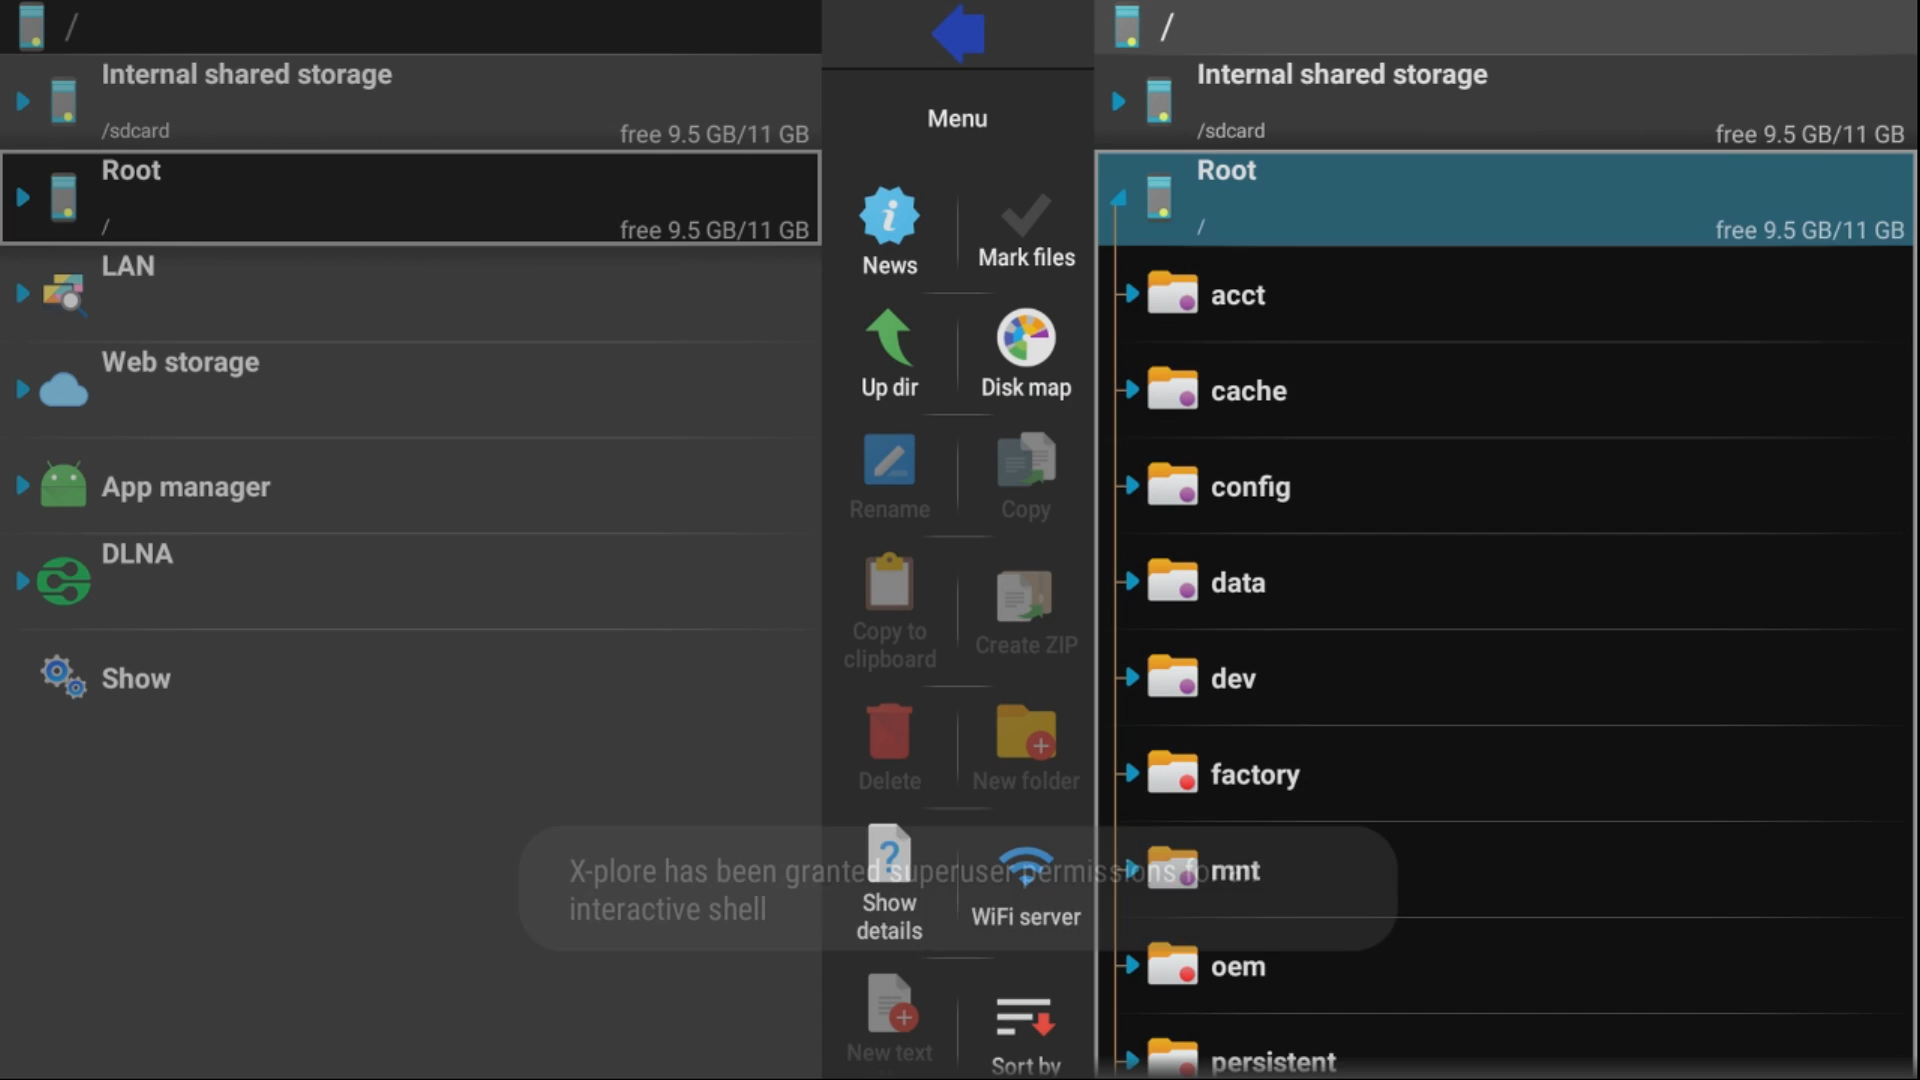 /
Internal shared storage
/sdcard
free 9.5 GB/11 GB
Root
/
free 9.5 GB/11 GB
LAN
Web storage
App manager
DLNA
Show
Menu
News
Mark files
Up dir
Disk map
Rename
Copy
Copy to
clipboard
Create ZIP
Delete
New folder
Show
details
WiFi server
New text
Sort by
/
Internal shared storage
/sdcard
free 9.5 GB/11 GB
Root
/
free 9.5 GB/11 GB
acct
cache
config
data
dev
factory
mnt
oem
persistent
X-plore has been granted superuser permissions for
interactive shell